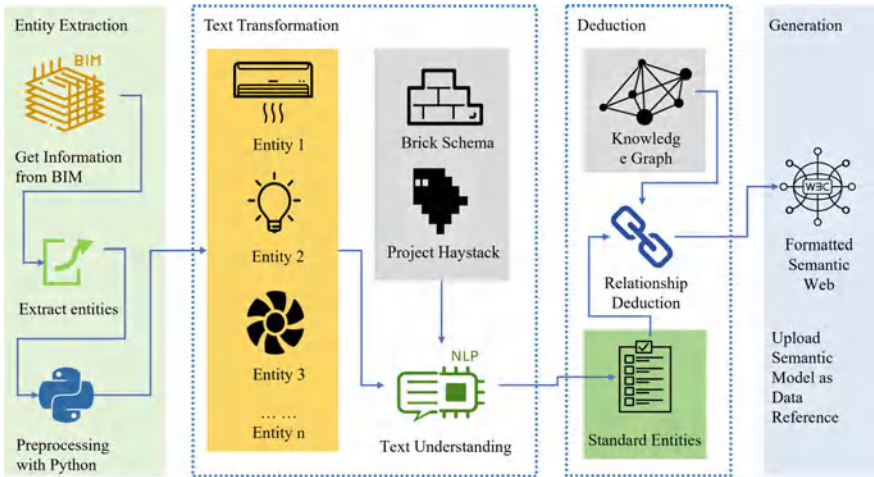 Entity Extraction
BIM
Get Information
from BIM
Extract entities
Preprocessing
with Python
Text Transformation
Entity 1
Entity 2
Entity 3
... ...
Entity n
Brick Schema
Project Haystack
NLP
Text Understanding
Deduction
Knowledg
e Graph
Relationship
Deduction
Standard Entities
Generation
W3C
Formatted
Semantic
Web
Upload
Semantic
Model as
Data
Reference